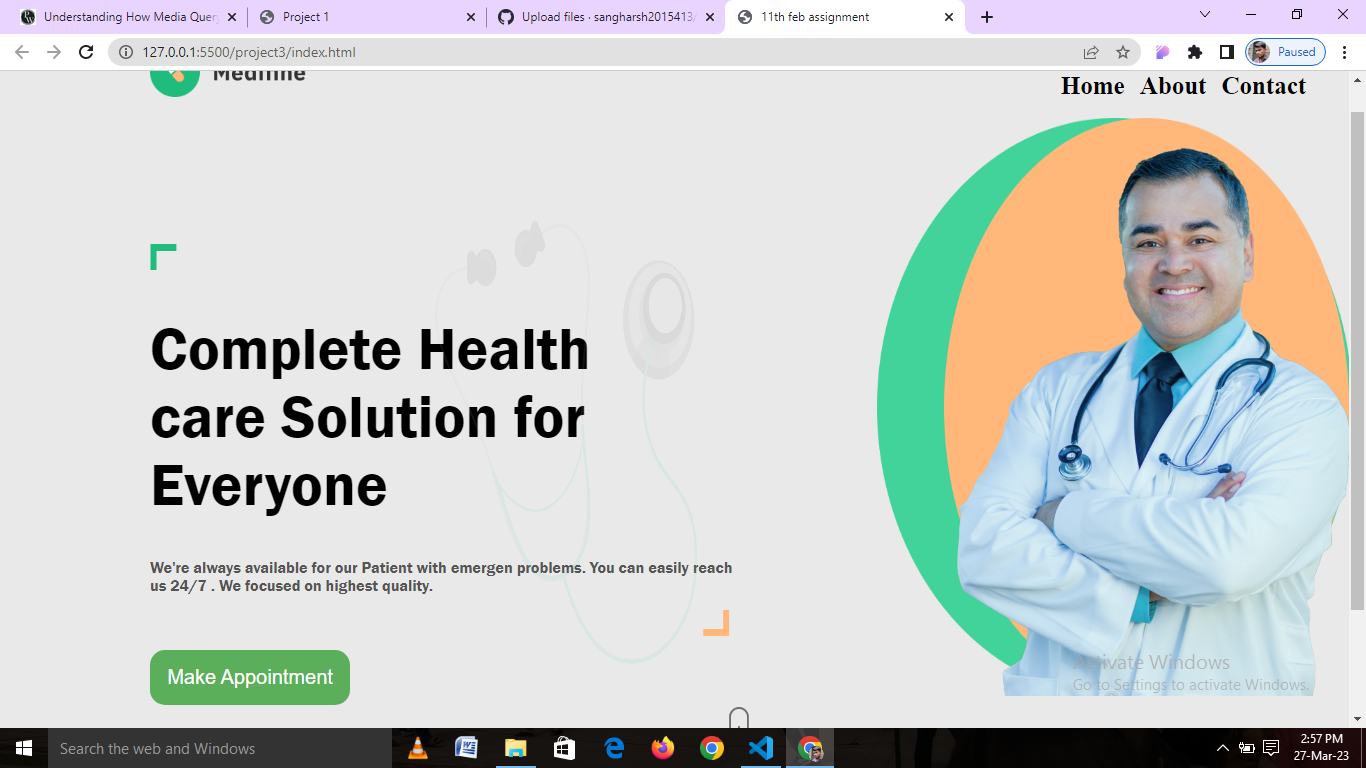 Understanding How Media Quer
Project 1
Upload files · sangharsh2015413/
11th feb assignment
127.0.0.1:5500/project3/index.html
Paused
Home About Contact
Complete Health
care Solution for
Everyone
We're always available for our Patient with emergen problems. You can easily reach
us 24/7 . We focused on highest quality.
Make Appointment
Activate Windows
Go to Settings to activate Windows.
Search the web and Windows
2:57 PM
27-Mar-23